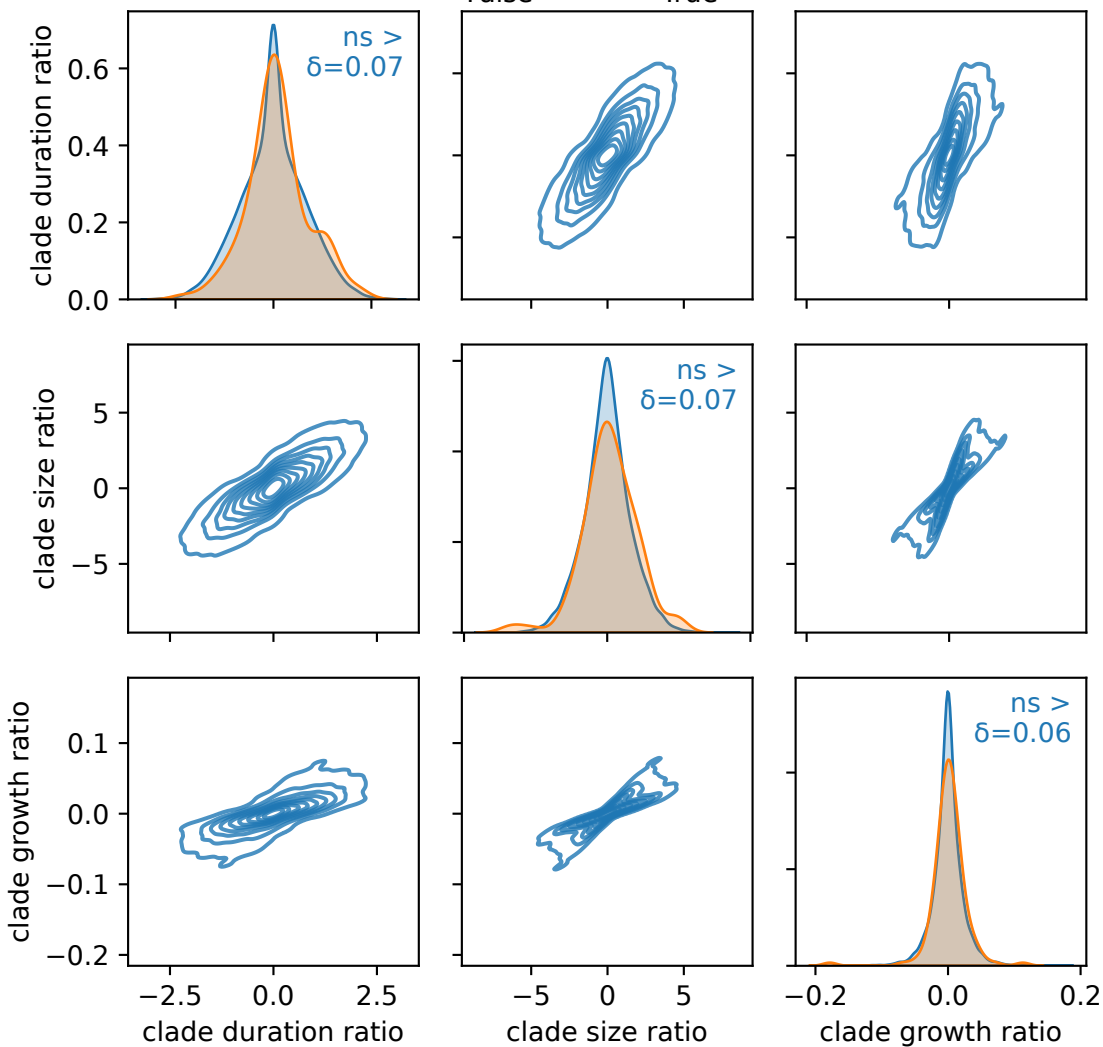 clade duration ratio
0.6
0.4
0.2
0.0
ns >
δ=0.07
clade size ratio
5
0
−5
ns >
δ=0.07
clade growth ratio
0.1
0.0
−0.1
−0.2
ns >
δ=0.06
−2.5 0.0 2.5
−5 0 5
−0.2 0.0 0.2
clade duration ratio
clade size ratio
clade growth ratio